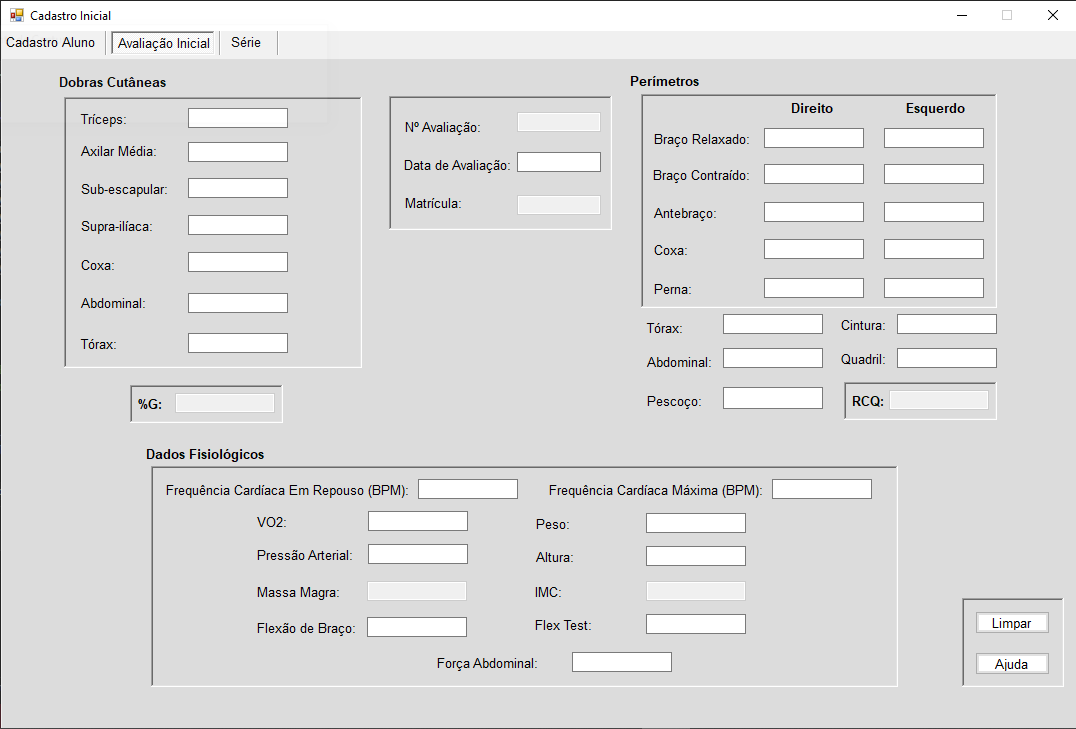 Cadastro Inicial
Cadastro Aluno
Avaliação Inicial
Série
Dobras Cutâneas
Tríceps:
Axilar Média:
Sub-escapular:
Supra-ilíaca:
Coxa:
Abdominal:
Tórax:
%G:
Nº Avaliação:
Data de Avaliação:
Matrícula:
Perímetros
Direito Esquerdo
Braço Relaxado:
Braço Contraído:
Antebraço:
Coxa:
Perna:
Tórax: Cintura:
Abdominal: Quadril:
Pescoço: RCQ:
Dados Fisiológicos
Frequência Cardíaca Em Repouso (BPM): Frequência Cardíaca Máxima (BPM):
VO2: Peso:
Pressão Arterial: Altura:
Massa Magra: IMC:
Flexão de Braço: Flex Test:
Força Abdominal:
Limpar
Ajuda